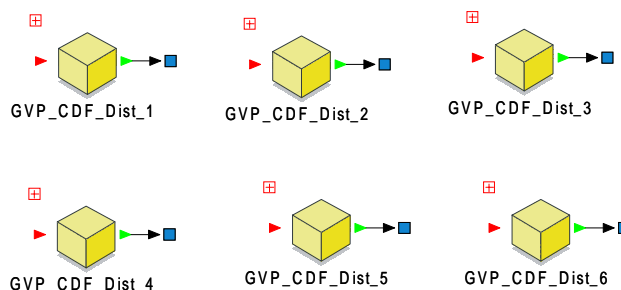 GVP_CDF_Dist_1
GVP_CDF_Dist_2
GVP_CDF_Dist_3
GVP_CDF_Dist_4
GVP_CDF_Dist_5
GVP_CDF_Dist_6